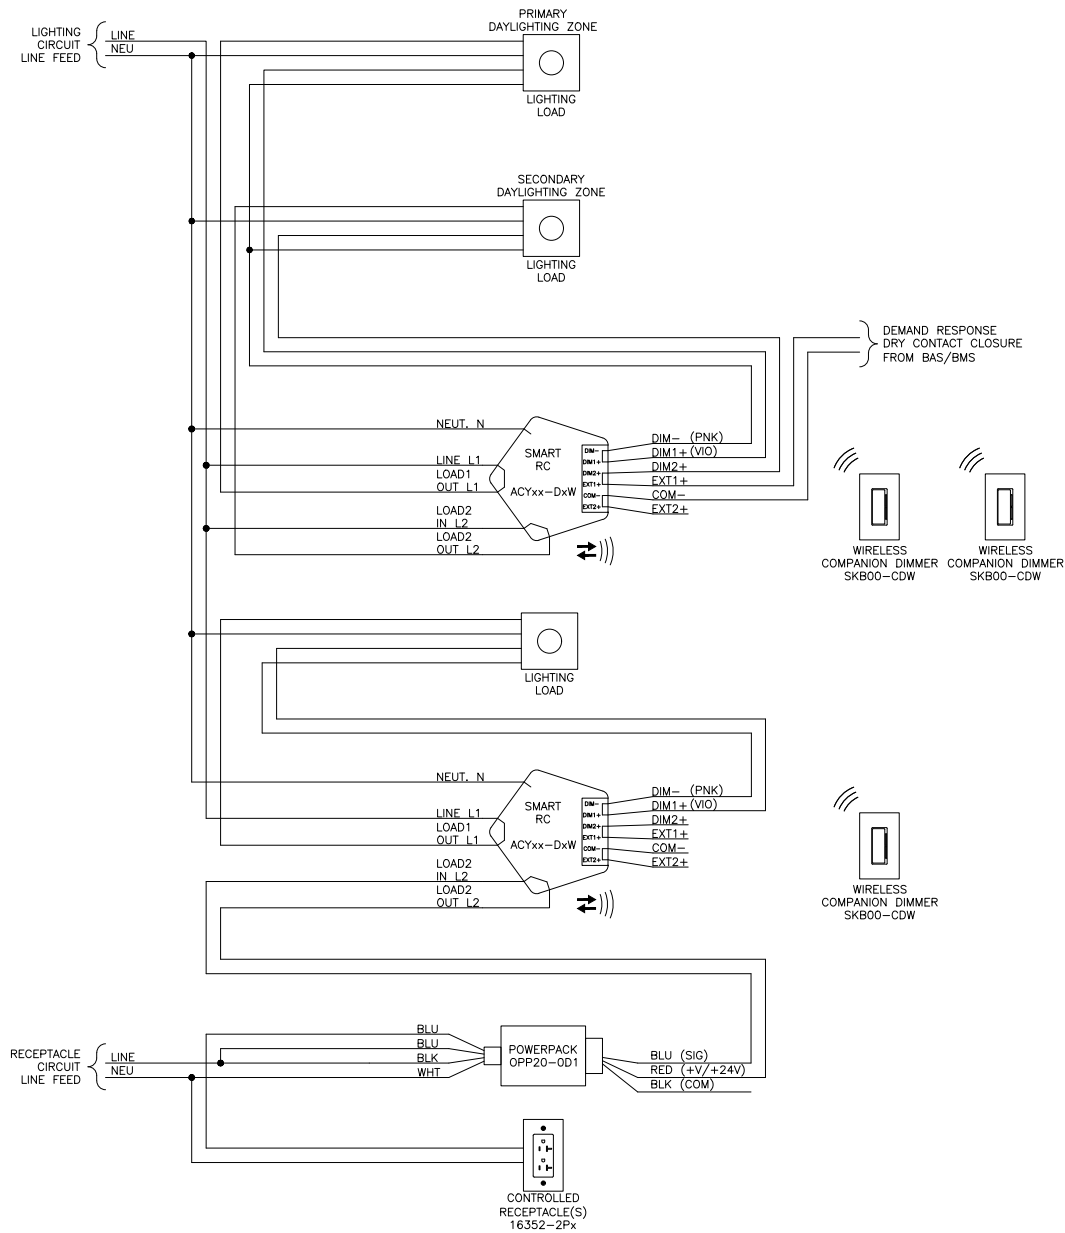 PRIMARY
DAYLIGHTING ZONE
LIGHTING
CIRCUIT
LINE FEED
LINE
NEU
LIGHTING
LOAD
SECONDARY
DAYLIGHTING ZONE
LIGHTING
LOAD
DEMAND RESPONSE
DRY CONTACT CLOSURE
FROM BAS/BMS
NEUT. N
LINE L1
LOAD1
OUT L1
LOAD2
IN L2
LOAD2
OUT L2
SMART
RC
ACYxx-DxW
DIM-
DIM1+
DIM2+
EXT1+
COM-
EXT2+
DIM- (PNK)
DIM1+ (VIO)
DIM2+
EXT1+
COM-
EXT2+
WIRELESS
COMPANION DIMMER
SKB00-CDW
WIRELESS
COMPANION DIMMER
SKB00-CDW
LIGHTING
LOAD
NEUT. N
LINE L1
LOAD1
OUT L1
LOAD2
IN L2
LOAD2
OUT L2
SMART
RC
ACYxx-DxW
DIM-
DIM1+
DIM2+
EXT1+
COM-
EXT2+
DIM- (PNK)
DIM1+ (VIO)
DIM2+
EXT1+
COM-
EXT2+
WIRELESS
COMPANION DIMMER
SKB00-CDW
RECEPTACLE
CIRCUIT
LINE FEED
LINE
NEU
BLU
BLU
BLK
WHT
POWERPACK
OPP20-0D1
BLU (SIG)
RED (+V/+24V)
BLK (COM)
CONTROLLED
RECEPTACLE(S)
16352-2Px